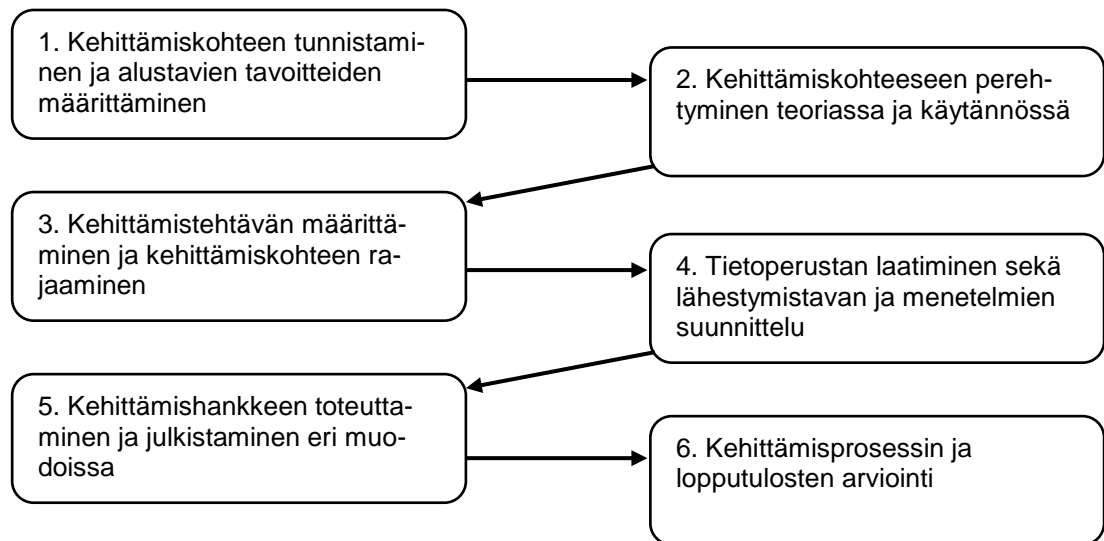 1. Kehittämiskohteen tunnistami-
nen ja alustavien tavoitteiden
määrittäminen
2. Kehittämiskohteeseen pereh-
tyminen teoriassa ja käytännössä
3. Kehittämistehtävän määrittä-
minen ja kehittämiskohteen ra-
jaaminen
4. Tietoperustan laatiminen sekä
lähestymistavan ja menetelmien
suunnittelu
5. Kehittämishankkeen toteutta-
minen ja julkistaminen eri muo-
doissa
6. Kehittämisprosessin ja
lopputulosten arviointi